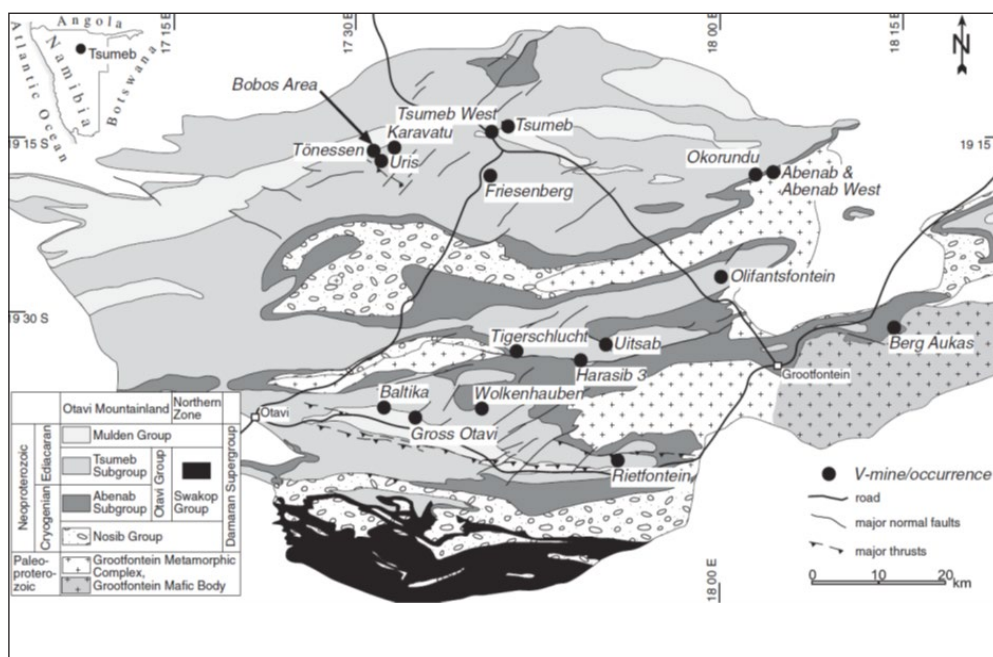 Angola
Tsumeb
Namibia
Botswana
Atlantic Ocean
17 15 E
17 30 E
18 00 E
18 15 E
N
Bobos Area
Tsumeb West
Tsumeb
Karavatu
19 15 S
19 15 S
Tönessen
Uris
Okorundu
Abenab &
Abenab West
Friesenberg
Olifantsfontein
19 30 S
Tigerschlucht
Uitsab
Berg Aukas
Harasib 3
Grootfontein
Baltika
Wolkenhauben
Otavi
Gross Otavi
Rietfontein
Otavi Mountainland
Northern
Zone
Mulden Group
Tsumeb
Subgroup
Abenab
Subgroup
Otavi Group
Swakop
Group
Damaran Supergroup
Nosib Group
Neoproterozoic
Ediacaran
Cryogenian
Paleo-
proterozoic
Grootfontein Metamorphic
Complex,
Grootfontein Mafic Body
V-mine/occurrence
road
major normal faults
major thrusts
0 10 20
km
18 00 E